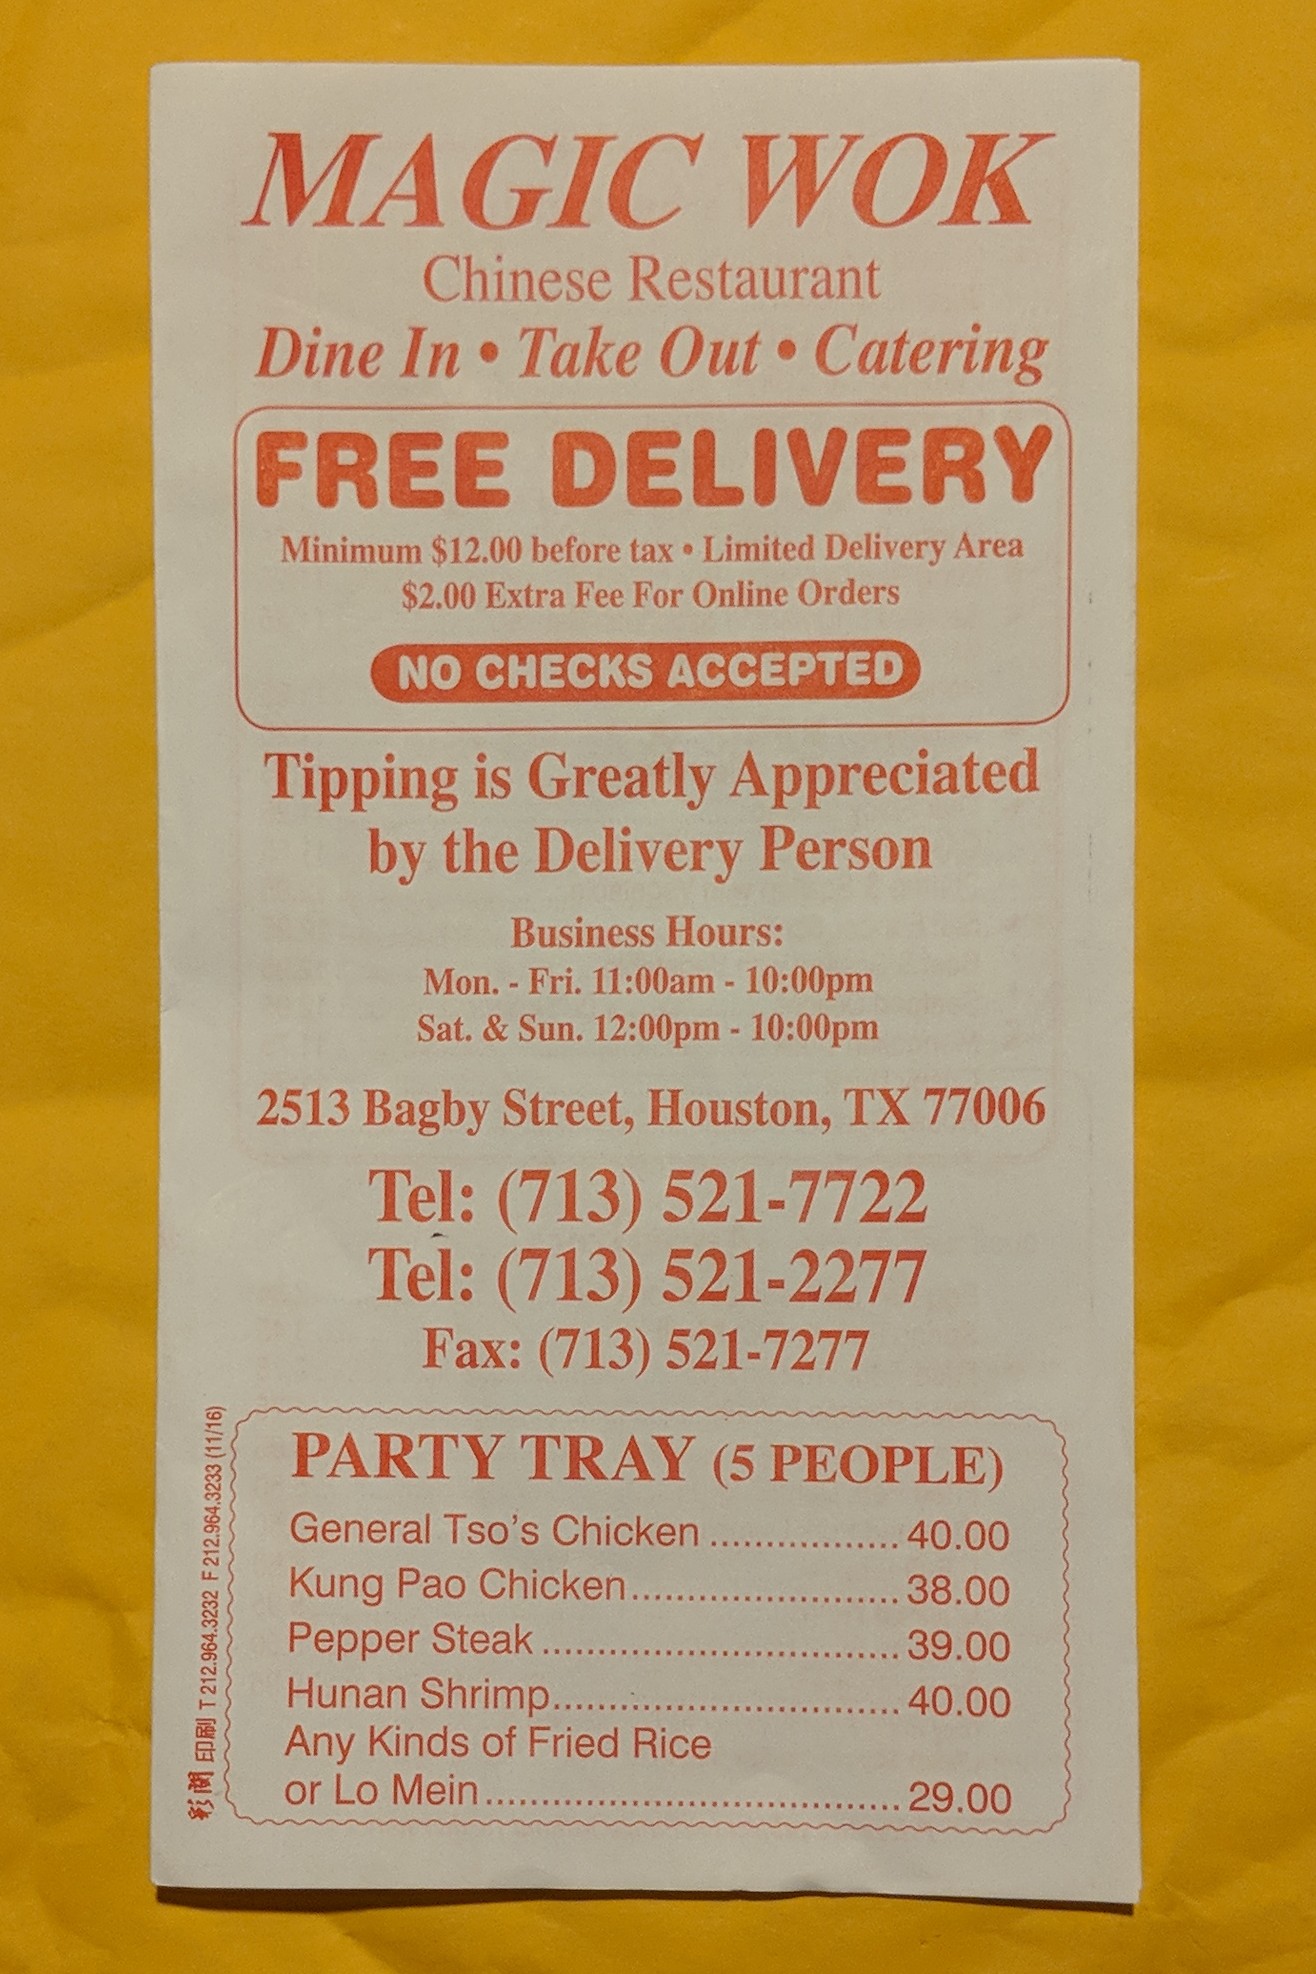 MAGIC WOK
Chinese Restaurant
Dine In • Take Out • Catering
FREE DELIVERY
Minimum $12.00 before tax • Limited Delivery Area
$2.00 Extra Fee For Online Orders
NO CHECKS ACCEPTED
Tipping is Greatly Appreciated
by the Delivery Person
Business Hours:
Mon. - Fri. 11:00am - 10:00pm
Sat. & Sun. 12:00pm - 10:00pm
2513 Bagby Street, Houston, TX 77006
Tel: (713) 521-7722
Tel: (713) 521-2277
Fax: (713) 521-7277
PARTY TRAY (5 PEOPLE)
General Tso's Chicken ................. 40.00
Kung Pao Chicken........................ 38.00
Pepper Steak ................................ 39.00
Hunan Shrimp............................... 40.00
Any Kinds of Fried Rice
or Lo Mein..................................... 29.00
印刷 T 212.964.3232 F 212.964.3233 (11/16)